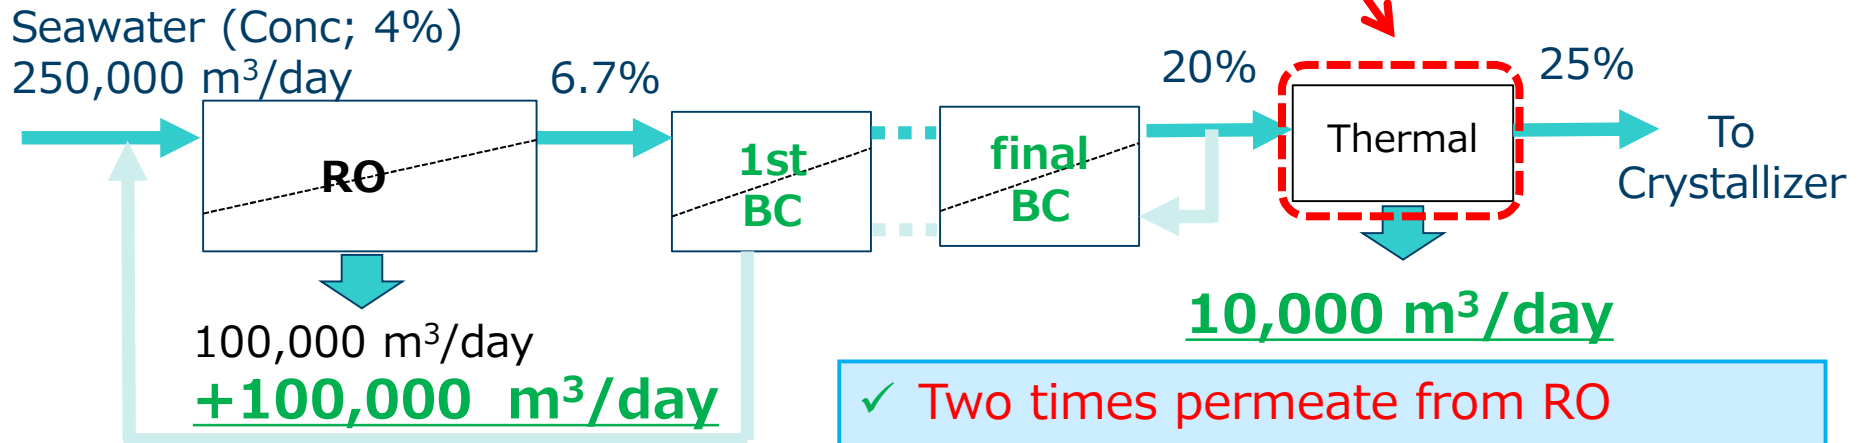 Seawater (Conc; 4%)
250,000 m³/day
6.7%
20%
25%
RO
1st
BC
final
BC
Thermal
To
Crystallizer
100,000 m³/day
+100,000 m³/day
10,000 m³/day
✓ Two times permeate from RO